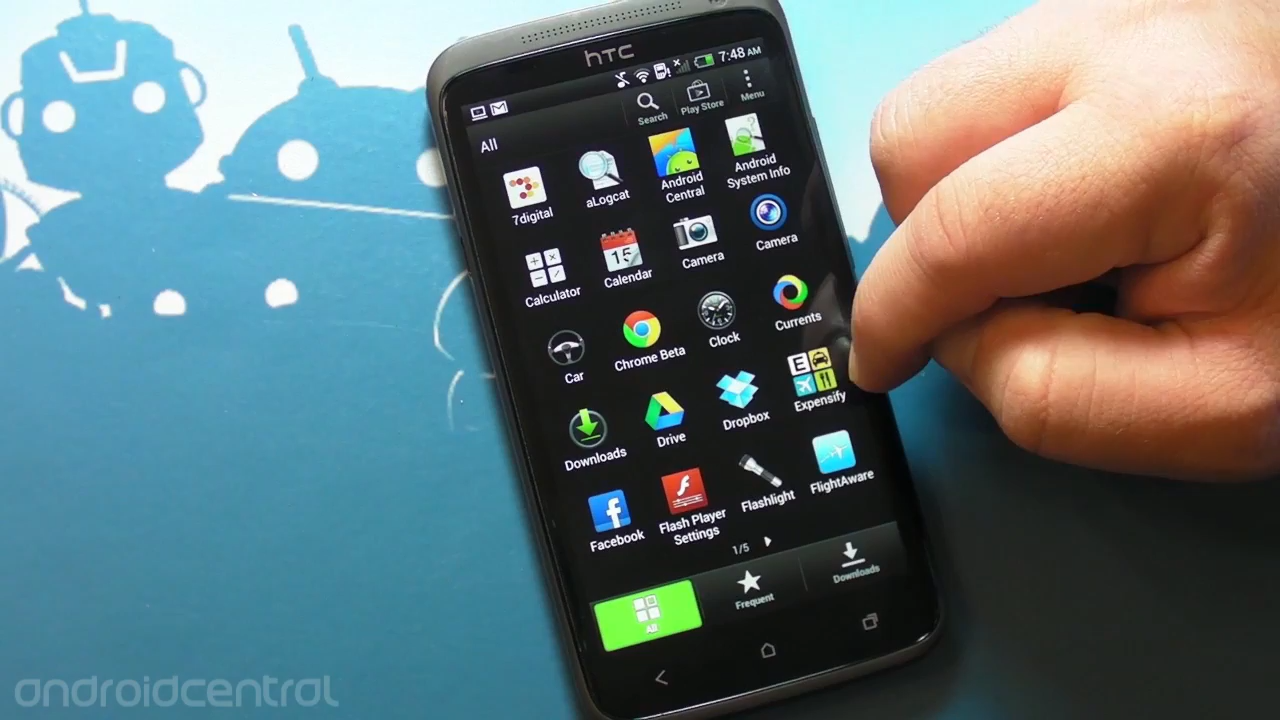 hTC
7:48 AM
Search
Play Store
Menu
All
7digital
aLogcat
Android
Central
Android
System Info
Calculator
Calendar
15
Camera
Camera
Car
Chrome Beta
Clock
Currents
Downloads
Drive
Dropbox
E
Expensify
Facebook
Flash Player
Settings
Flashlight
FlightAware
1/5
All
Frequent
Downloads
androidcentral